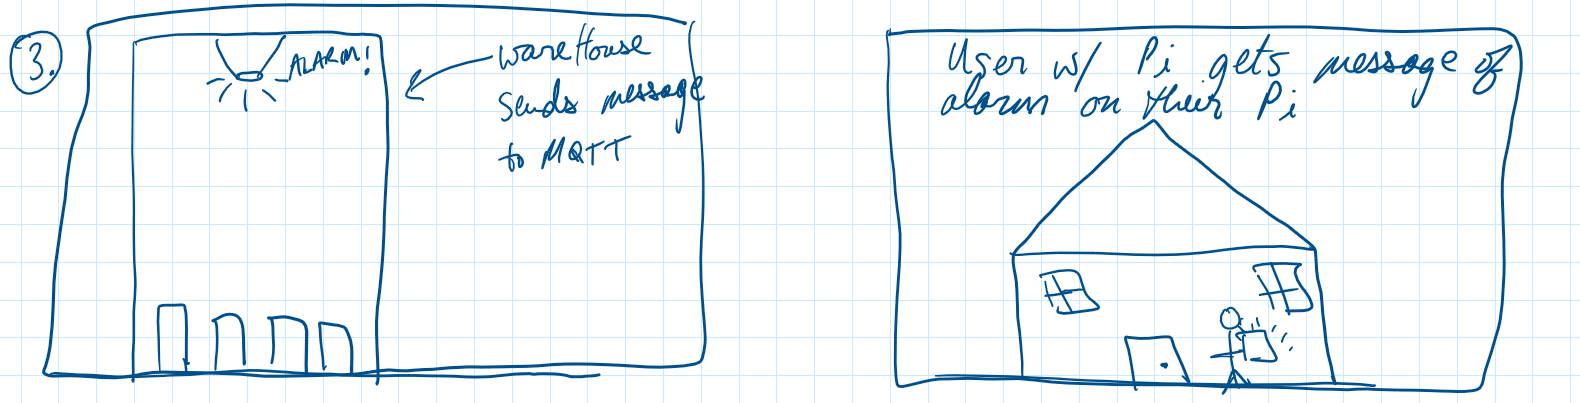 3.
ALARM!
wareHouse
sends message
to MQTT
User w/ Pi gets message of
alarm on their Pi